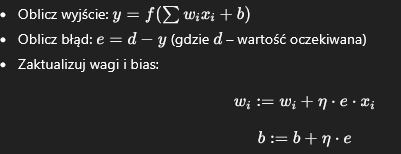 • Oblicz wyjście: y = f(∑ wᵢxᵢ + b)
• Oblicz błąd: e = d − y (gdzie d – wartość oczekiwana)
• Zaktualizuj wagi i bias:
wᵢ := wᵢ + η · e · xᵢ
b := b + η · e